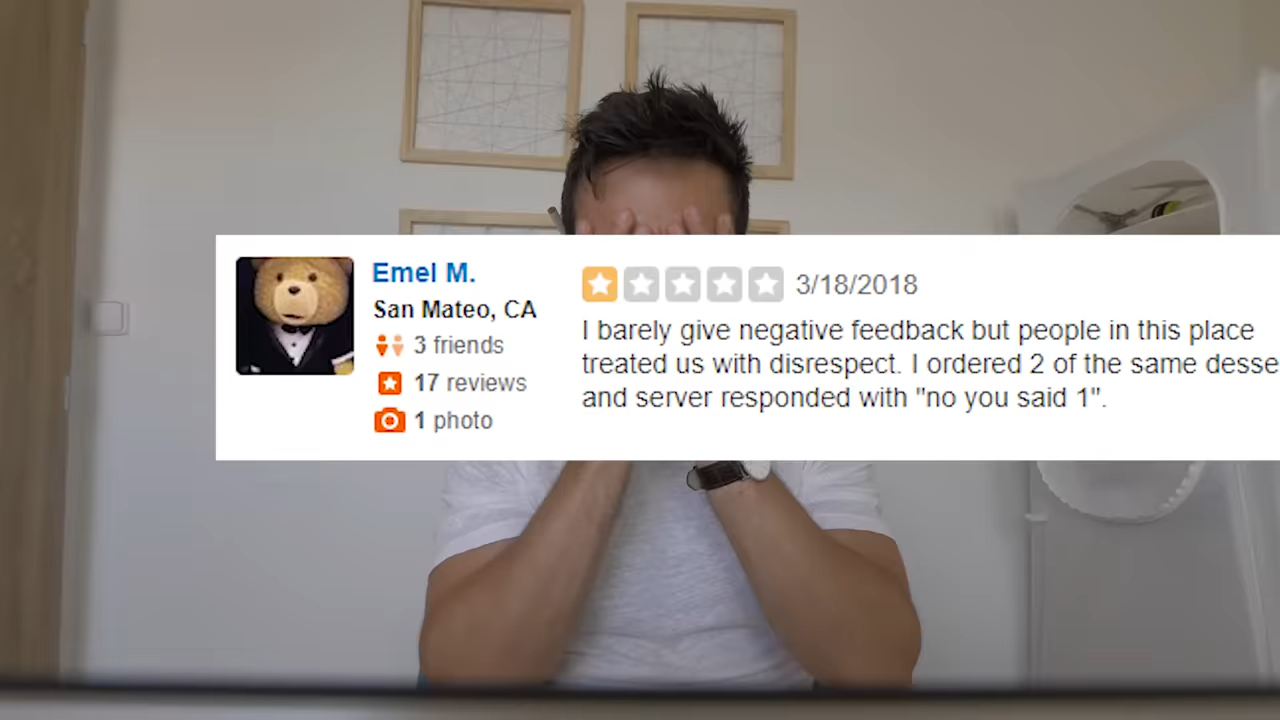 Emel M.
San Mateo, CA
3 friends
17 reviews
1 photo
3/18/2018
I barely give negative feedback but people in this place
treated us with disrespect. I ordered 2 of the same
and server responded with "no you said 1".